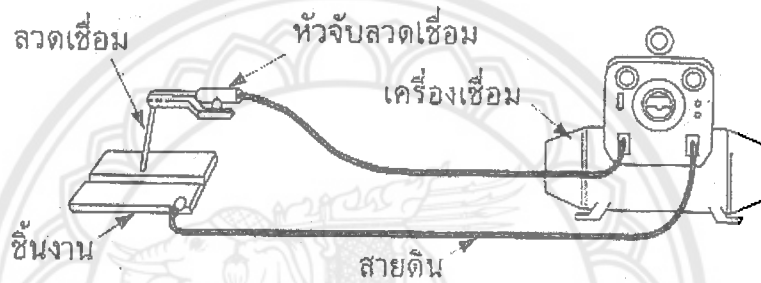 ลวดเชื่อม
หัวจับลวดเชื่อม
เครื่องเชื่อม
ชิ้นงาน
สายดิน